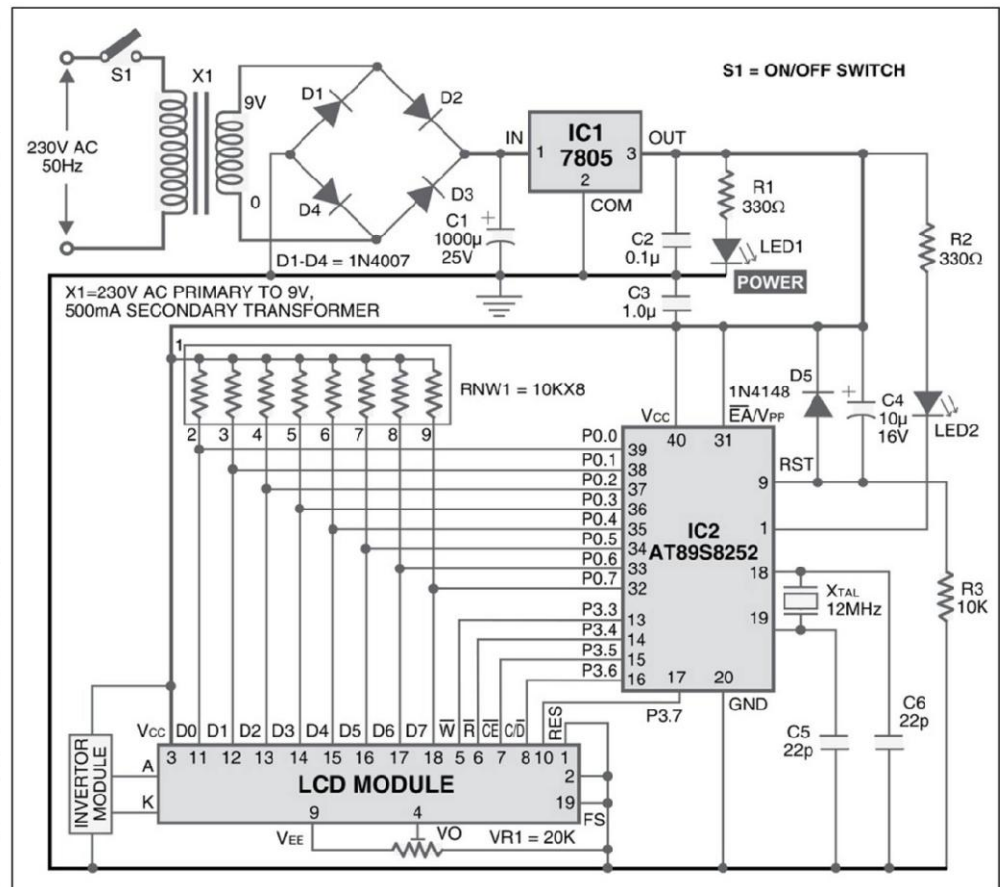 S1
X1
S1 = ON/OFF SWITCH
230V AC
50Hz
9V
0
D1
D2
D4
D3
D1-D4 = 1N4007
IN
1
IC1
7805
3
OUT
2
COM
C1
1000µ
25V
+
C2
0.1µ
R1
330Ω
LED1
POWER
R2
330Ω
X1=230V AC PRIMARY TO 9V,
500mA SECONDARY TRANSFORMER
C3
1.0µ
1
RNW1 = 10KX8
2 3 4 5 6 7 8 9
1N4148
D5
+
C4
10µ
16V
LED2
VCC
40
E̅A̅/VPP
31
P0.0
39
P0.1
38
P0.2
37
P0.3
36
P0.4
35
P0.5
34
P0.6
33
P0.7
32
P3.3
13
P3.4
14
P3.5
15
P3.6
16
17
P3.7
20
GND
IC2
AT89S8252
RST
9
1
18
19
XTAL
12MHz
R3
10K
C5
22p
C6
22p
VCC D0 D1 D2 D3 D4 D5 D6 D7 W̅ R̅ C̅E̅ C/D̅ RES
3 11 12 13 14 15 16 17 18 5 6 7 8 10 1
LCD MODULE
2
19
FS
9
VEE
4
VO
VR1 = 20K
INVERTOR
MODULE
A
K